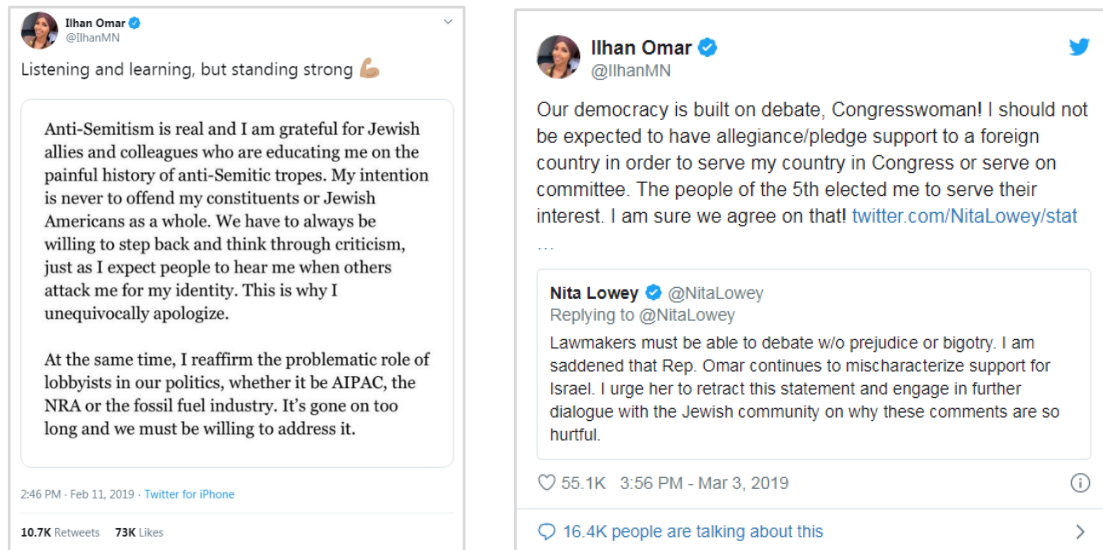 Ilhan Omar
@IlhanMN
Listening and learning, but standing strong 💪🏼
Anti-Semitism is real and I am grateful for Jewish
allies and colleagues who are educating me on the
painful history of anti-Semitic tropes. My intention
is never to offend my constituents or Jewish
Americans as a whole. We have to always be
willing to step back and think through criticism,
just as I expect people to hear me when others
attack me for my identity. This is why I
unequivocally apologize.
At the same time, I reaffirm the problematic role of
lobbyists in our politics, whether it be AIPAC, the
NRA or the fossil fuel industry. It's gone on too
long and we must be willing to address it.
2:46 PM · Feb 11, 2019 · Twitter for iPhone
10.7K Retweets 73K Likes
Ilhan Omar
@IlhanMN
Our democracy is built on debate, Congresswoman! I should not
be expected to have allegiance/pledge support to a foreign
country in order to serve my country in Congress or serve on
committee. The people of the 5th elected me to serve their
interest. I am sure we agree on that! twitter.com/NitaLowey/stat
...
Nita Lowey @NitaLowey
Replying to @NitaLowey
Lawmakers must be able to debate w/o prejudice or bigotry. I am
saddened that Rep. Omar continues to mischaracterize support for
Israel. I urge her to retract this statement and engage in further
dialogue with the Jewish community on why these comments are so
hurtful.
55.1K 3:56 PM - Mar 3, 2019
16.4K people are talking about this